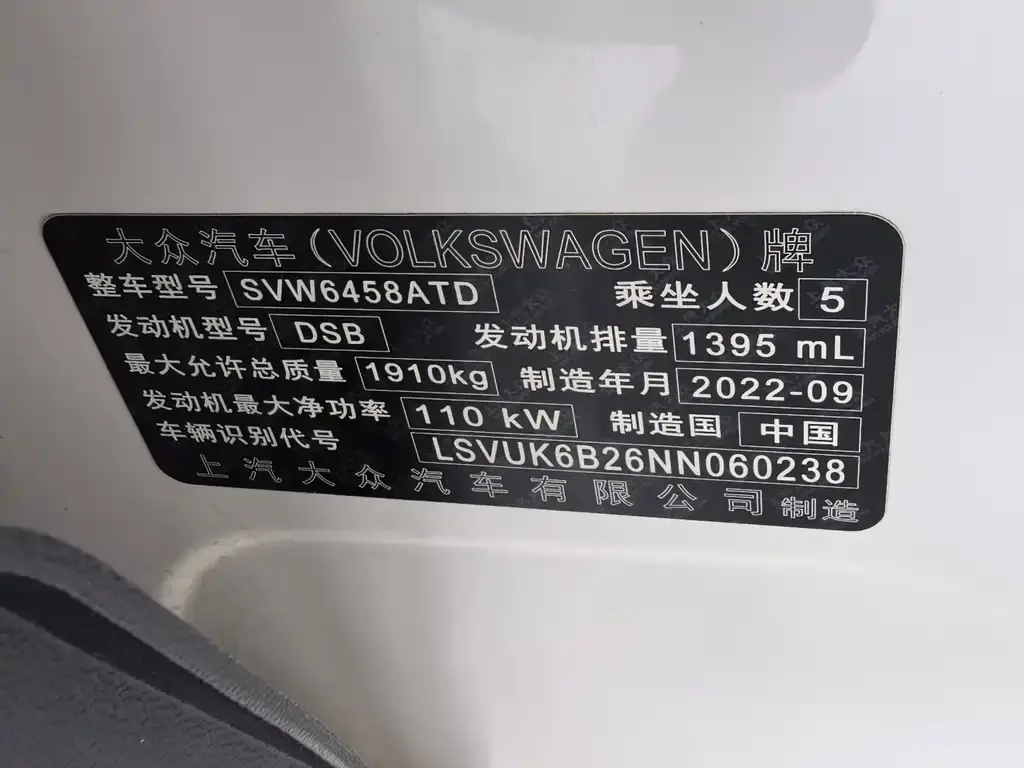 大众汽车(VOLKSWAGEN)牌
整车型号 SVW6458ATD 乘坐人数 5
发动机型号 DSB 发动机排量 1395 mL
最大允许总质量 1910kg 制造年月 2022-09
发动机最大净功率 110 kW 制造国 中国
车辆识别代号 LSVUK6B26NN060238
上汽大众汽车有限公司 制造